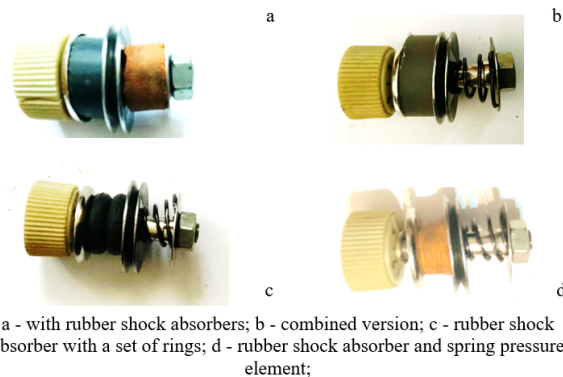 a
b
c
d
a - with rubber shock absorbers; b - combined version; c - rubber shock
bsorber with a set of rings; d - rubber shock absorber and spring pressure
element;